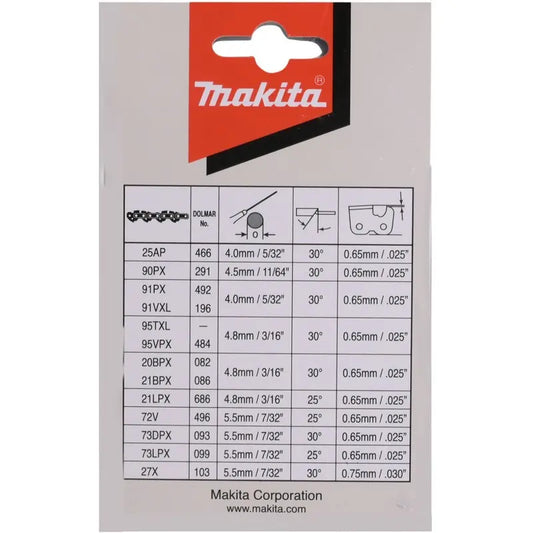 makita®
DOLMAR
No.
O
25AP 466 4.0mm / 5/32" 30° 0.65mm / .025"
90PX 291 4.5mm / 11/64" 30° 0.65mm / .025"
91PX 492 4.0mm / 5/32" 30° 0.65mm / .025"
91VXL 196
95TXL — 4.8mm / 3/16" 30° 0.65mm / .025"
95VPX 484
20BPX 082 4.8mm / 3/16" 30° 0.65mm / .025"
21BPX 086
21LPX 686 4.8mm / 3/16" 25° 0.65mm / .025"
72V 496 5.5mm / 7/32" 25° 0.65mm / .025"
73DPX 093 5.5mm / 7/32" 30° 0.65mm / .025"
73LPX 099 5.5mm / 7/32" 25° 0.65mm / .025"
27X 103 5.5mm / 7/32" 30° 0.75mm / .030"
Makita Corporation
www.makita.com